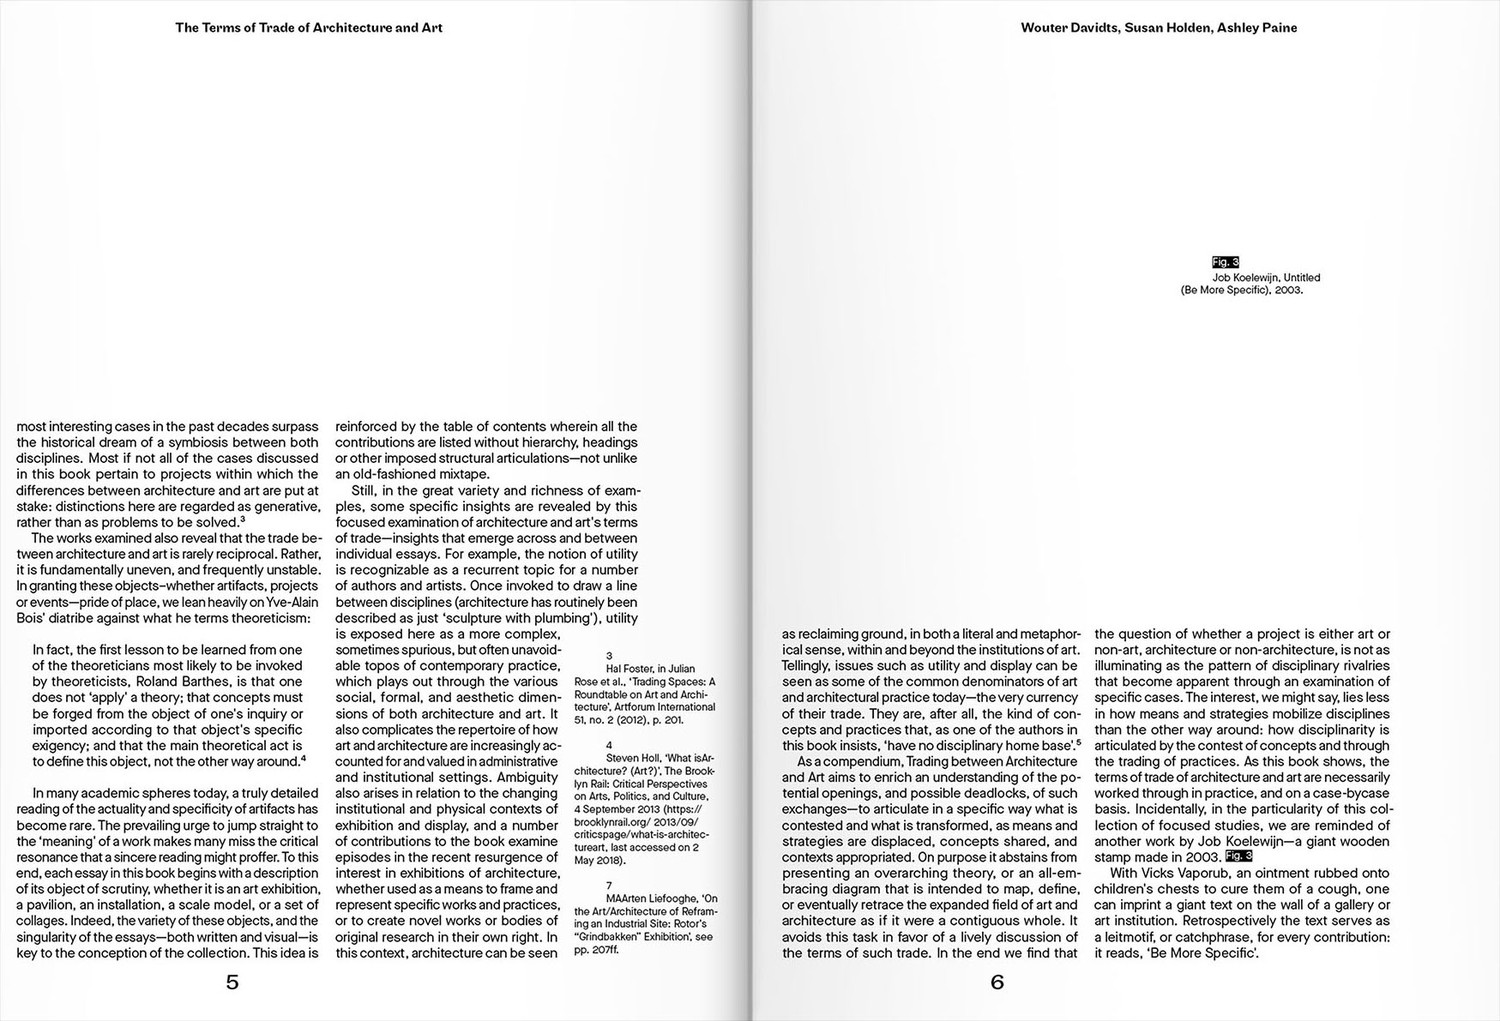 The Terms of Trade of Architecture and Art
most interesting cases in the past decades surpass
the historical dream of a symbiosis between both
disciplines. Most if not all of the cases discussed
in this book pertain to projects within which the
differences between architecture and art are put at
stake: distinctions here are regarded as generative,
rather than as problems to be solved.³
The works examined also reveal that the trade be-
tween architecture and art is rarely reciprocal. Rather,
it is fundamentally uneven, and frequently unstable.
In granting these objects–whether artifacts, projects
or events—pride of place, we lean heavily on Yve-Alain
Bois' diatribe against what he terms theoreticism:
In fact, the first lesson to be learned from one
of the theoreticians most likely to be invoked
by theoreticists, Roland Barthes, is that one
does not 'apply' a theory; that concepts must
be forged from the object of one's inquiry or
imported according to that object's specific
exigency; and that the main theoretical act is
to define this object, not the other way around.⁴
In many academic spheres today, a truly detailed
reading of the actuality and specificity of artifacts has
become rare. The prevailing urge to jump straight to
the 'meaning' of a work makes many miss the critical
resonance that a sincere reading might proffer. To this
end, each essay in this book begins with a description
of its object of scrutiny, whether it is an art exhibition,
a pavilion, an installation, a scale model, or a set of
collages. Indeed, the variety of these objects, and the
singularity of the essays—both written and visual—is
key to the conception of the collection. This idea is
reinforced by the table of contents wherein all the
contributions are listed without hierarchy, headings
or other imposed structural articulations—not unlike
an old-fashioned mixtape.
Still, in the great variety and richness of exam-
ples, some specific insights are revealed by this
focused examination of architecture and art's terms
of trade—insights that emerge across and between
individual essays. For example, the notion of utility
is recognizable as a recurrent topic for a number
of authors and artists. Once invoked to draw a line
between disciplines (architecture has routinely been
described as just 'sculpture with plumbing'), utility
is exposed here as a more complex,
sometimes spurious, but often unavoid-
able topos of contemporary practice,
which plays out through the various
social, formal, and aesthetic dimen-
sions of both architecture and art. It
also complicates the repertoire of how
art and architecture are increasingly ac-
counted for and valued in administrative
and institutional settings. Ambiguity
also arises in relation to the changing
institutional and physical contexts of
exhibition and display, and a number
of contributions to the book examine
episodes in the recent resurgence of
interest in exhibitions of architecture,
whether used as a means to frame and
represent specific works and practices,
or to create novel works or bodies of
original research in their own right. In
this context, architecture can be seen
3
Hal Foster, in Julian
Rose et al., 'Trading Spaces: A
Roundtable on Art and Archi-
tecture', Artforum International
51, no. 2 (2012), p. 201.
4
Steven Holl, 'What isAr-
chitecture? (Art?)', The Brook-
lyn Rail: Critical Perspectives
on Arts, Politics, and Culture,
4 September 2013 (https://
brooklynrail.org/ 2013/09/
criticspage/what-is-architec-
tureart, last accessed on 2
May 2018).
7
MAArten Liefooghe, 'On
the Art/Architecture of Refram-
ing an Industrial Site: Rotor's
"Grindbakken" Exhibition', see
pp. 207ff.
5
Wouter Davidts, Susan Holden, Ashley Paine
Fig. 3
Job Koelewijn, Untitled
(Be More Specific), 2003.
as reclaiming ground, in both a literal and metaphor-
ical sense, within and beyond the institutions of art.
Tellingly, issues such as utility and display can be
seen as some of the common denominators of art
and architectural practice today—the very currency
of their trade. They are, after all, the kind of con-
cepts and practices that, as one of the authors in
this book insists, 'have no disciplinary home base'.⁵
As a compendium, Trading between Architecture
and Art aims to enrich an understanding of the po-
tential openings, and possible deadlocks, of such
exchanges—to articulate in a specific way what is
contested and what is transformed, as means and
strategies are displaced, concepts shared, and
contexts appropriated. On purpose it abstains from
presenting an overarching theory, or an all-em-
bracing diagram that is intended to map, define,
or eventually retrace the expanded field of art and
architecture as if it were a contiguous whole. It
avoids this task in favor of a lively discussion of
the terms of such trade. In the end we find that
the question of whether a project is either art or
non-art, architecture or non-architecture, is not as
illuminating as the pattern of disciplinary rivalries
that become apparent through an examination of
specific cases. The interest, we might say, lies less
in how means and strategies mobilize disciplines
than the other way around: how disciplinarity is
articulated by the contest of concepts and through
the trading of practices. As this book shows, the
terms of trade of architecture and art are necessarily
worked through in practice, and on a case-bycase
basis. Incidentally, in the particularity of this col-
lection of focused studies, we are reminded of
another work by Job Koelewijn—a giant wooden
stamp made in 2003. Fig. 3
With Vicks Vaporub, an ointment rubbed onto
children's chests to cure them of a cough, one
can imprint a giant text on the wall of a gallery or
art institution. Retrospectively the text serves as
a leitmotif, or catchphrase, for every contribution:
it reads, 'Be More Specific'.
6